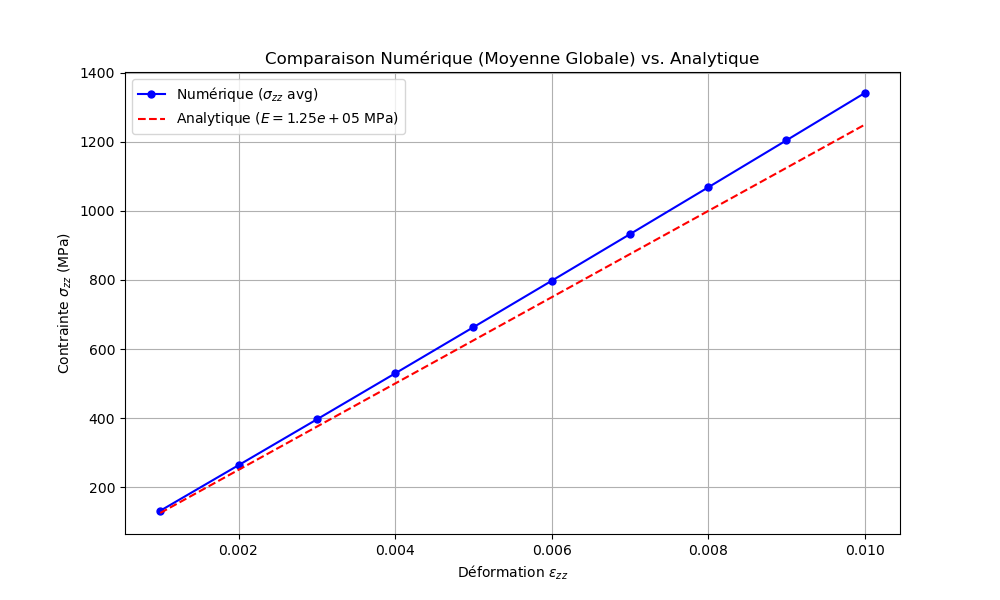 Comparaison Numérique (Moyenne Globale) vs. Analytique
Numérique (σzz avg)
Analytique (E = 1.25e + 05 MPa)
1400
1200
1000
800
600
400
200
Contrainte σzz (MPa)
0.002 0.004 0.006 0.008 0.010
Déformation εzz